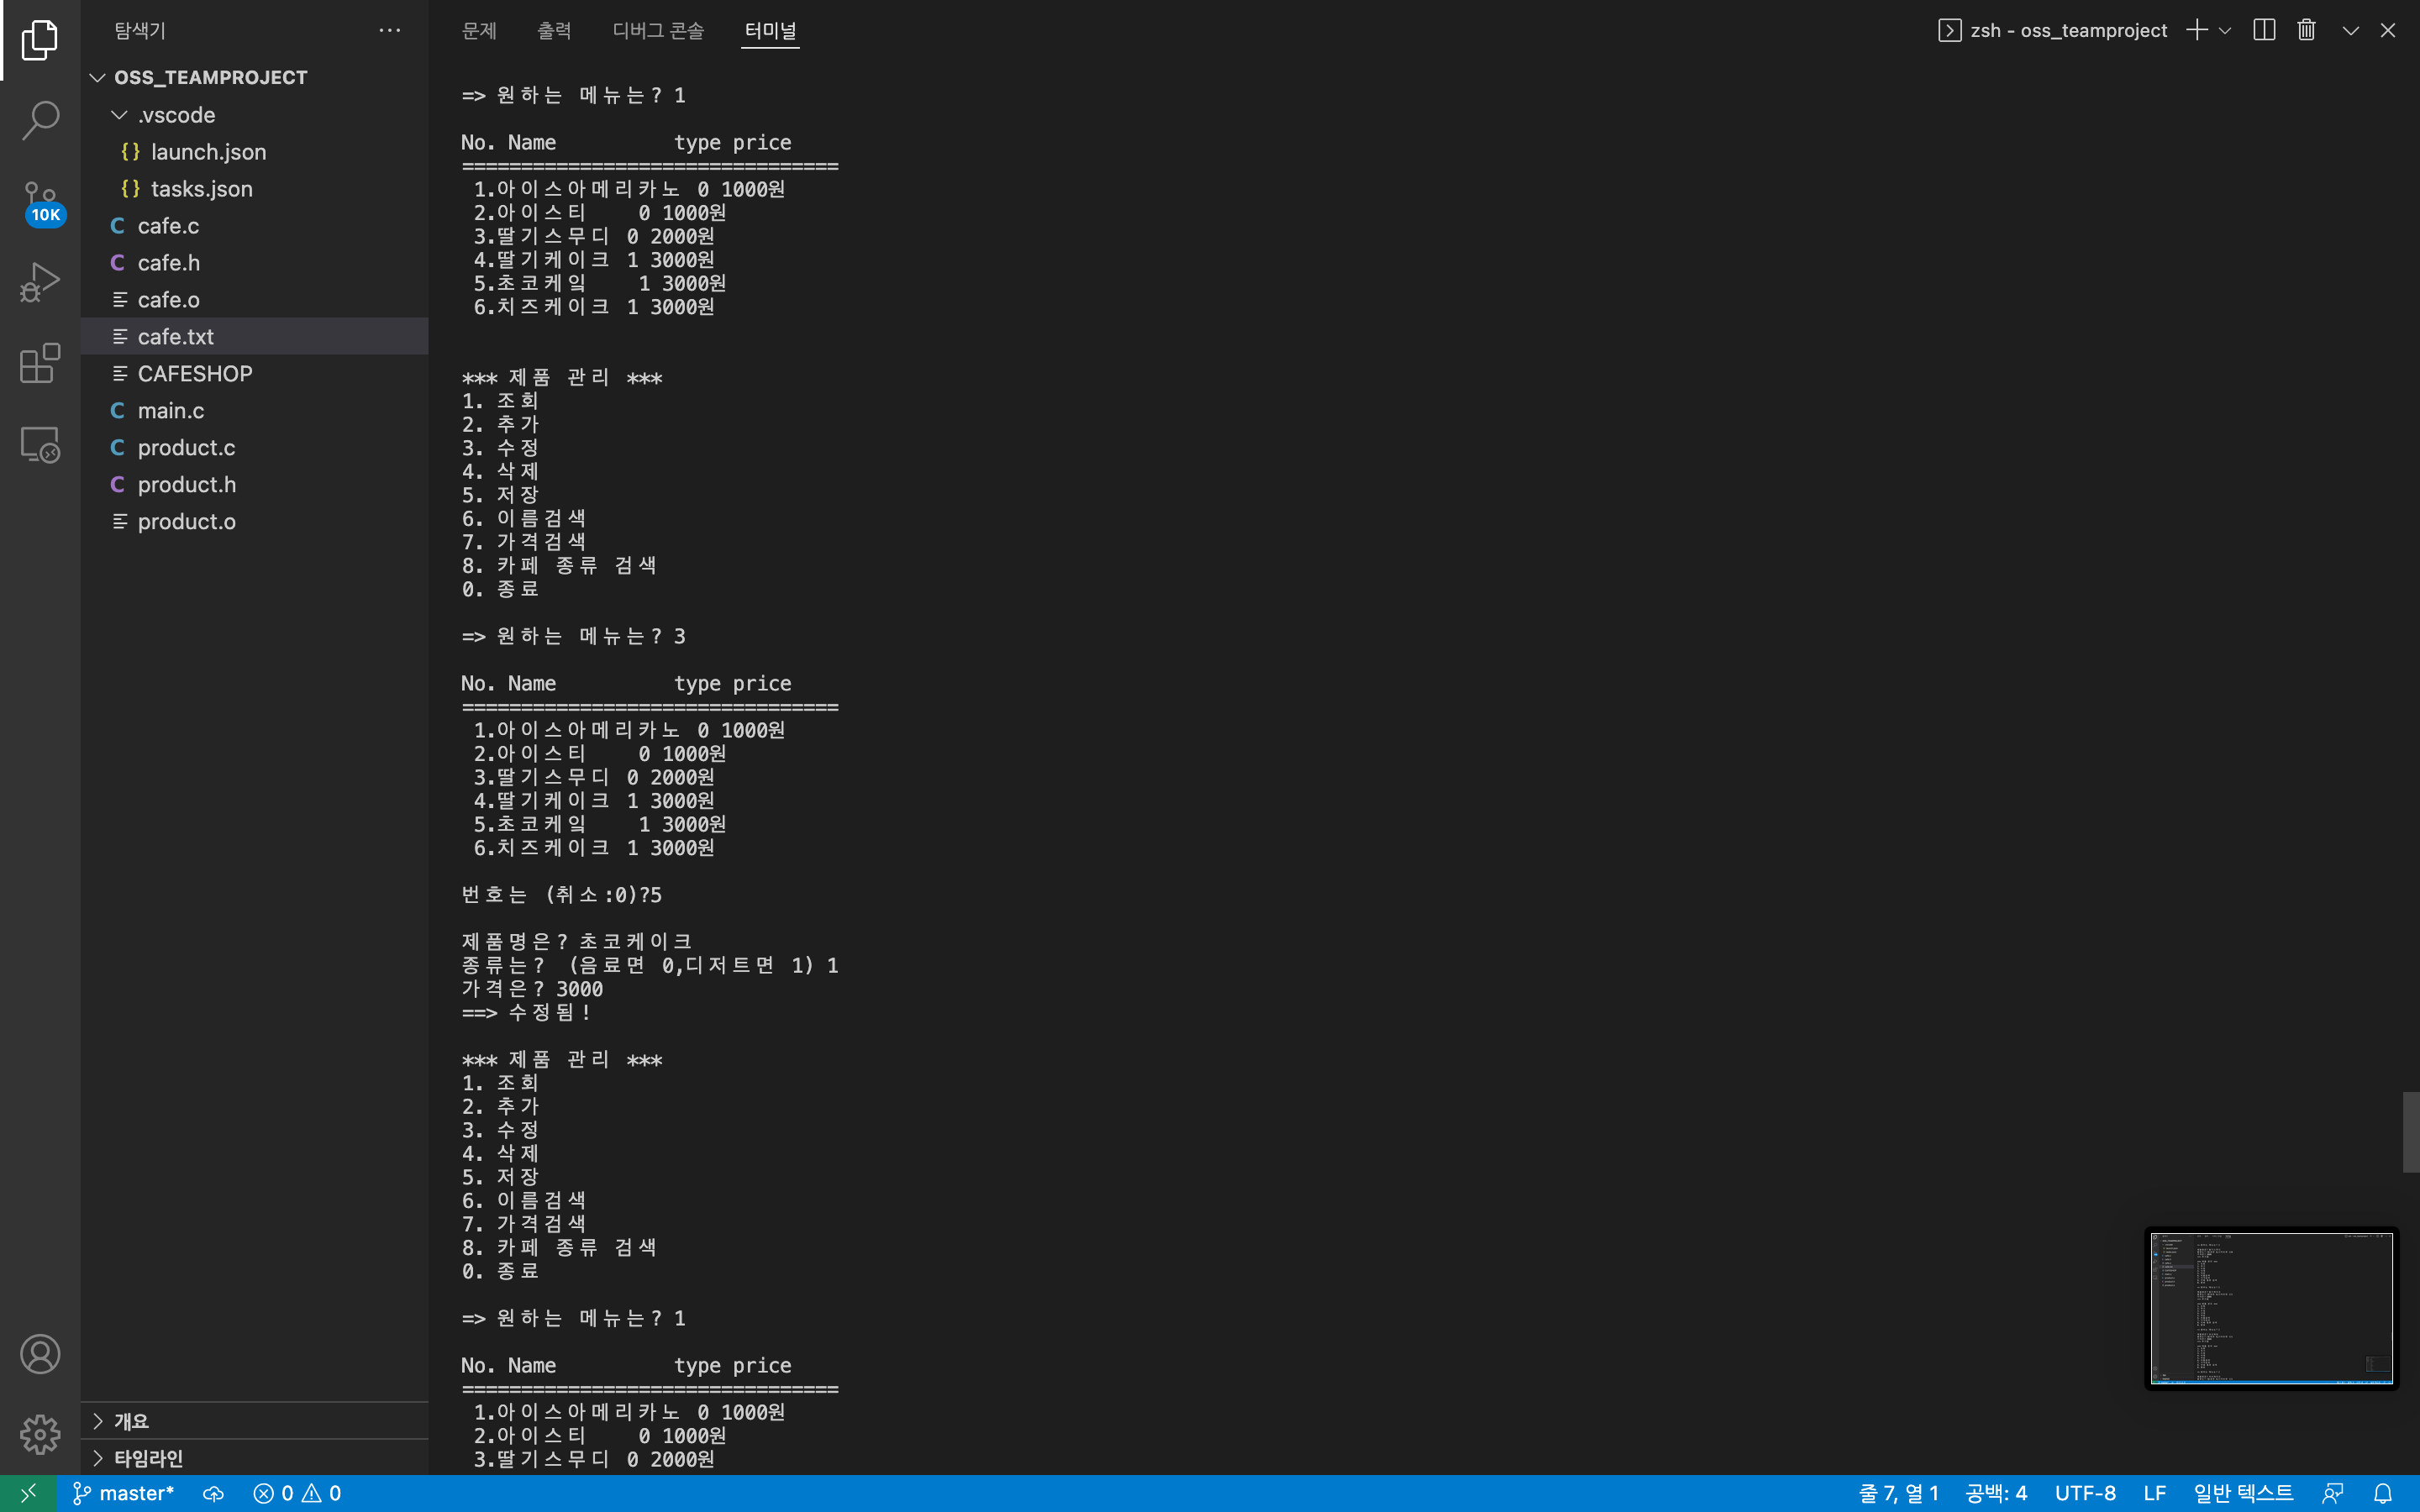 탐색기
OSS_TEAMPROJECT
.vscode
launch.json
tasks.json
cafe.c
cafe.h
cafe.o
cafe.txt
CAFESHOP
main.c
product.c
product.h
product.o
10K
개요
타임라인
문제 출력 디버그 콘솔 터미널
zsh - oss_teamproject
=> 원하는 메뉴는? 1
No. Name type price
================================
1.아이스아메리카노 0 1000원
2.아이스티 0 1000원
3.딸기스무디 0 2000원
4.딸기케이크 1 3000원
5.초코케잌 1 3000원
6.치즈케이크 1 3000원
*** 제품 관리 ***
1. 조회
2. 추가
3. 수정
4. 삭제
5. 저장
6. 이름검색
7. 가격검색
8. 카페 종류 검색
0. 종료
=> 원하는 메뉴는? 3
No. Name type price
================================
1.아이스아메리카노 0 1000원
2.아이스티 0 1000원
3.딸기스무디 0 2000원
4.딸기케이크 1 3000원
5.초코케잌 1 3000원
6.치즈케이크 1 3000원
번호는 (취소:0)?5
제품명은? 초코케이크
종류는? (음료면 0,디저트면 1) 1
가격은? 3000
==> 수정됨!
*** 제품 관리 ***
1. 조회
2. 추가
3. 수정
4. 삭제
5. 저장
6. 이름검색
7. 가격검색
8. 카페 종류 검색
0. 종료
=> 원하는 메뉴는? 1
No. Name type price
================================
1.아이스아메리카노 0 1000원
2.아이스티 0 1000원
3.딸기스무디 0 2000원
master* 0 0 줄 7, 열 1 공백: 4 UTF-8 LF 일반 텍스트